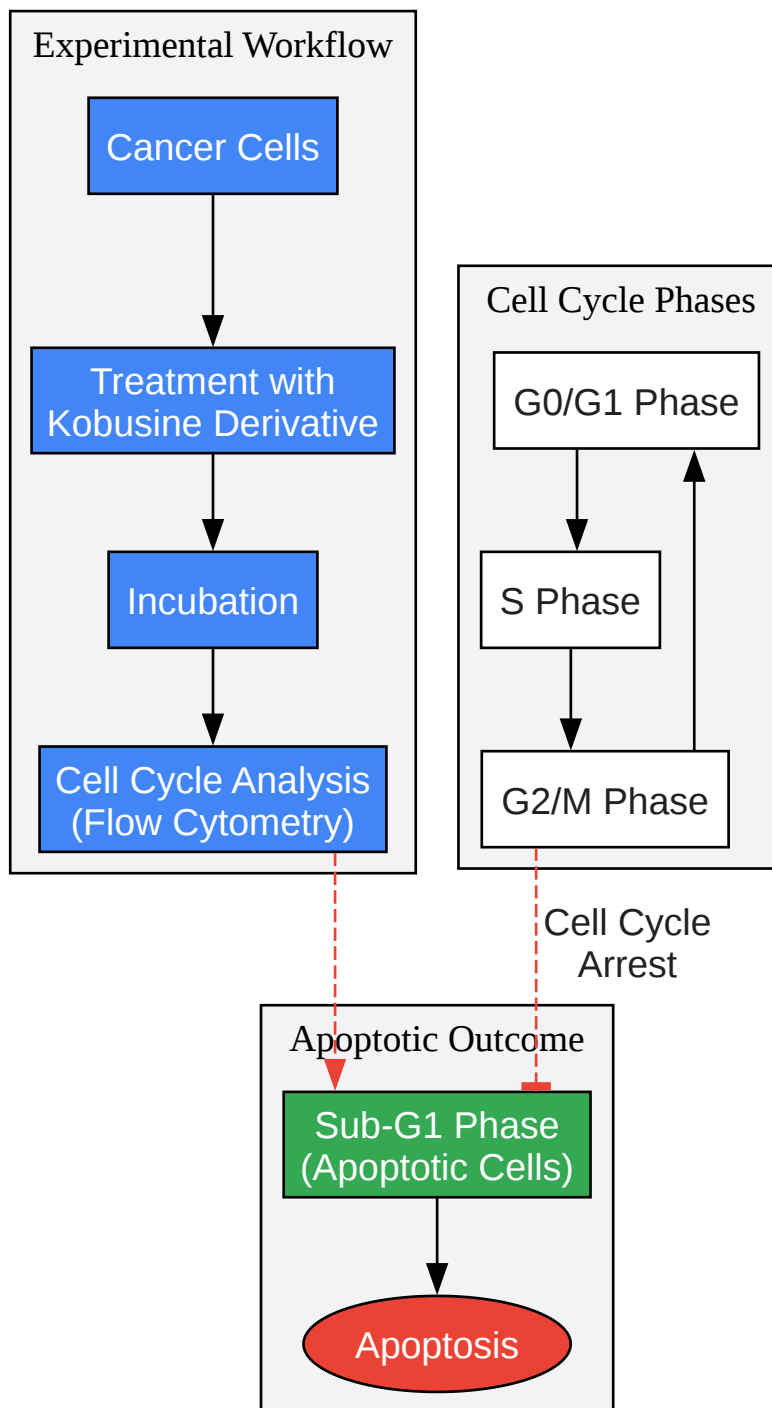 Experimental Workflow
Cancer Cells
Treatment with
Kobusine Derivative
Incubation
Cell Cycle Analysis
(Flow Cytometry)
Cell Cycle Phases
G0/G1 Phase
S Phase
G2/M Phase
Cell Cycle
Arrest
Apoptotic Outcome
Sub-G1 Phase
(Apoptotic Cells)
Apoptosis